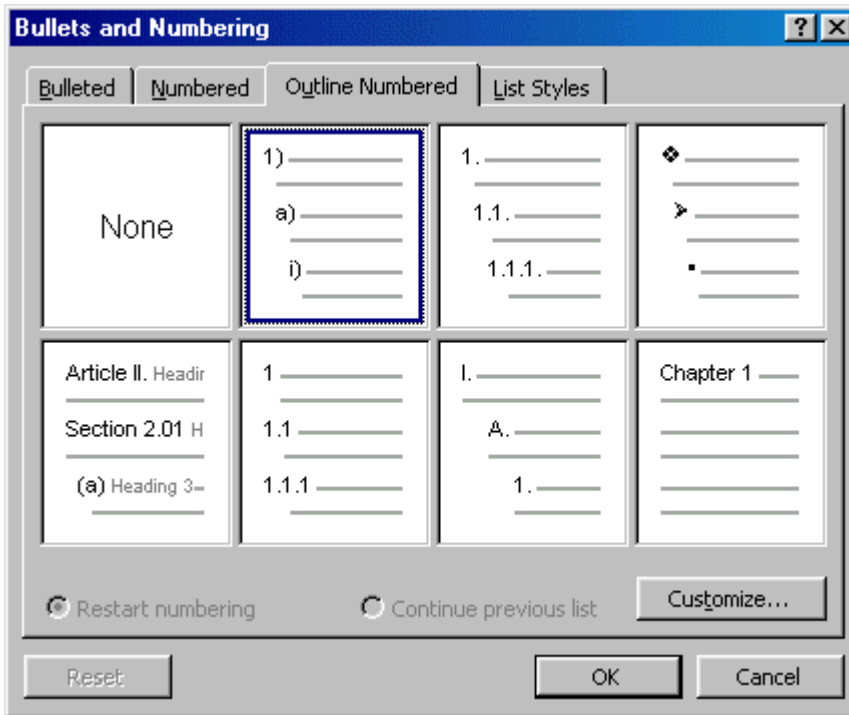 Bullets and Numbering
Bulleted
Numbered
Outline Numbered
List Styles
None
1)
a)
i)
1.
1.1.
1.1.1.
Article II. Headir
Section 2.01 H
(a) Heading 3
1
1.1
1.1.1
I.
A.
1.
Chapter 1
Restart numbering
Continue previous list
Customize...
Reset
OK
Cancel